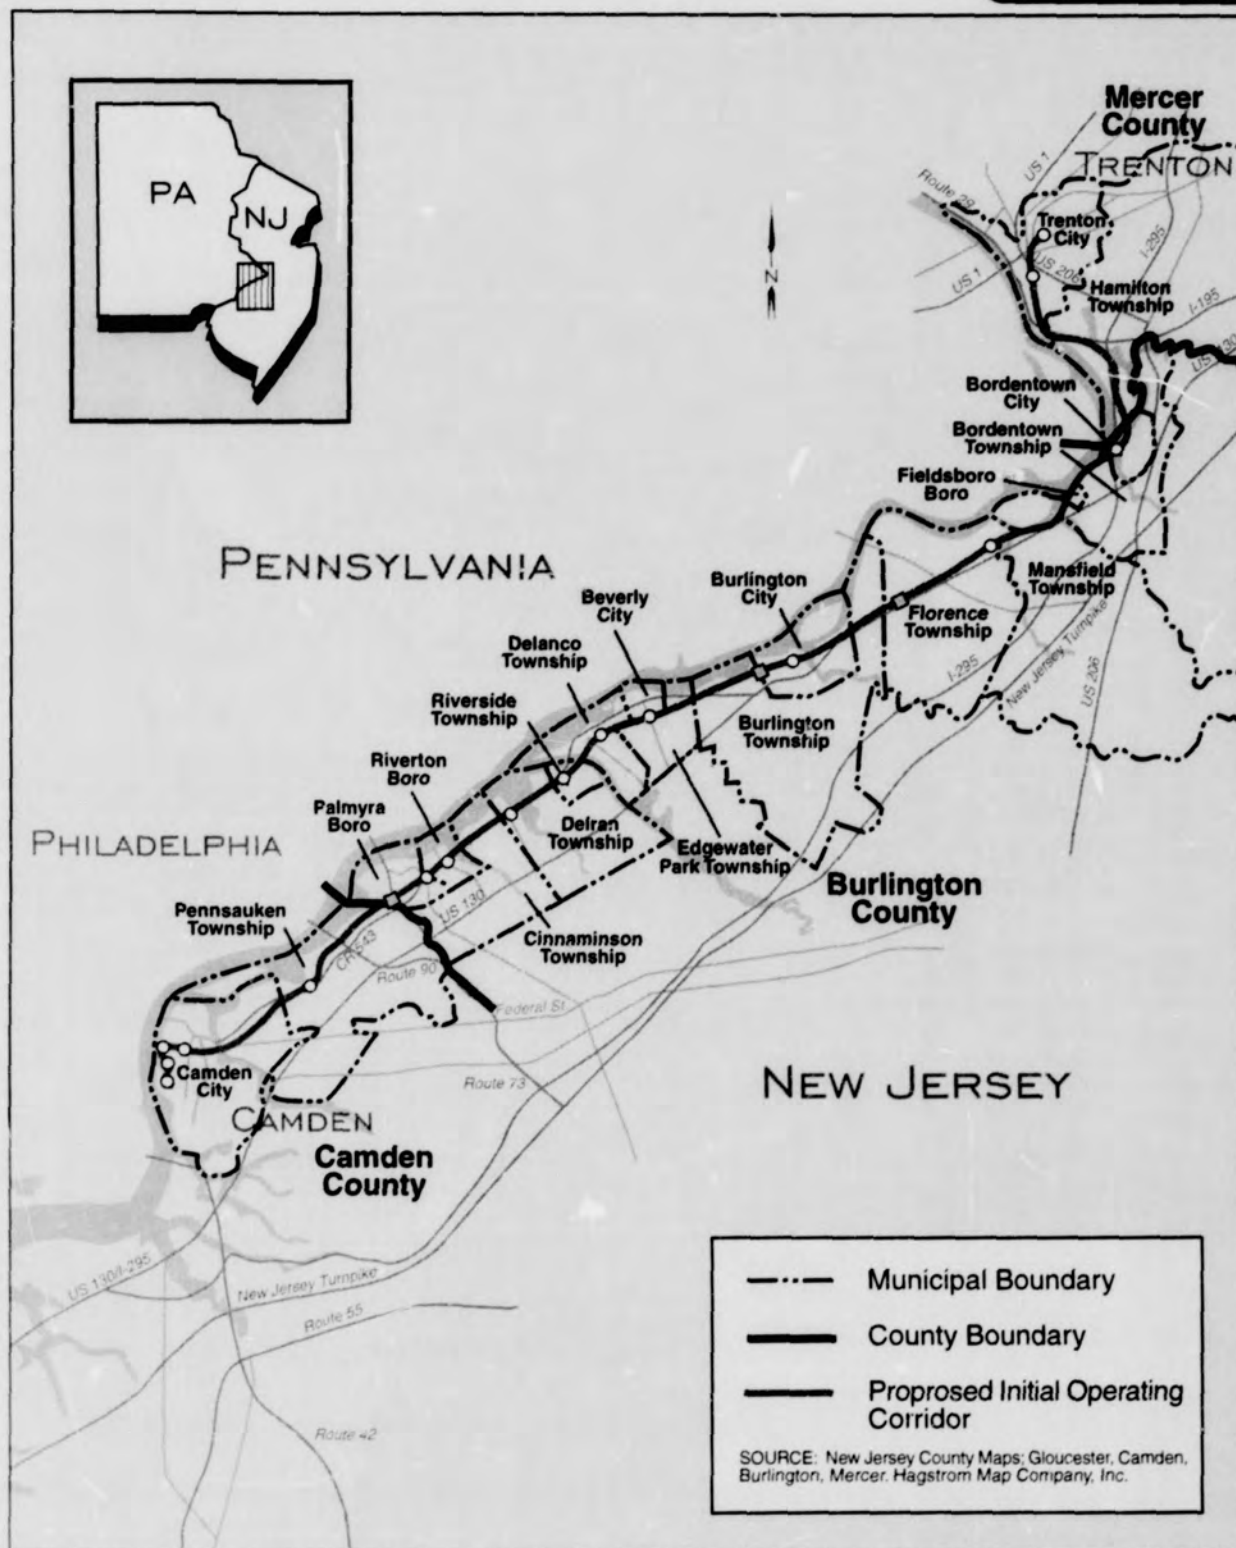 PA
NJ
Mercer
County
TRENTON
US 1
Route 29
Trenton
City
I-295
US 206
US 1
Hamilton
Township
I-195
US 130
N
Bordentown
City
Bordentown
Township
Fieldsboro
Boro
PENNSYLVANIA
Mansfield
Township
Burlington
City
Beverly
City
Florence
Township
Delanco
Township
I-295
New Jersey Turnpike
US 206
Riverside
Township
Burlington
Township
Riverton
Boro
Palmyra
Boro
PHILADELPHIA
Delran
Township
Edgewater
Park Township
Burlington
County
US 130
Pennsauken
Township
Cinnaminson
Township
CR 543
Route 90
Federal St.
Camden
City
Route 73
NEW JERSEY
CAMDEN
Camden
County
US 130/I-295
New Jersey Turnpike
Route 55
Route 42
Municipal Boundary
County Boundary
Proprosed Initial Operating
Corridor
SOURCE: New Jersey County Maps; Gloucester, Camden,
Burlington, Mercer. Hagstrom Map Company, Inc.